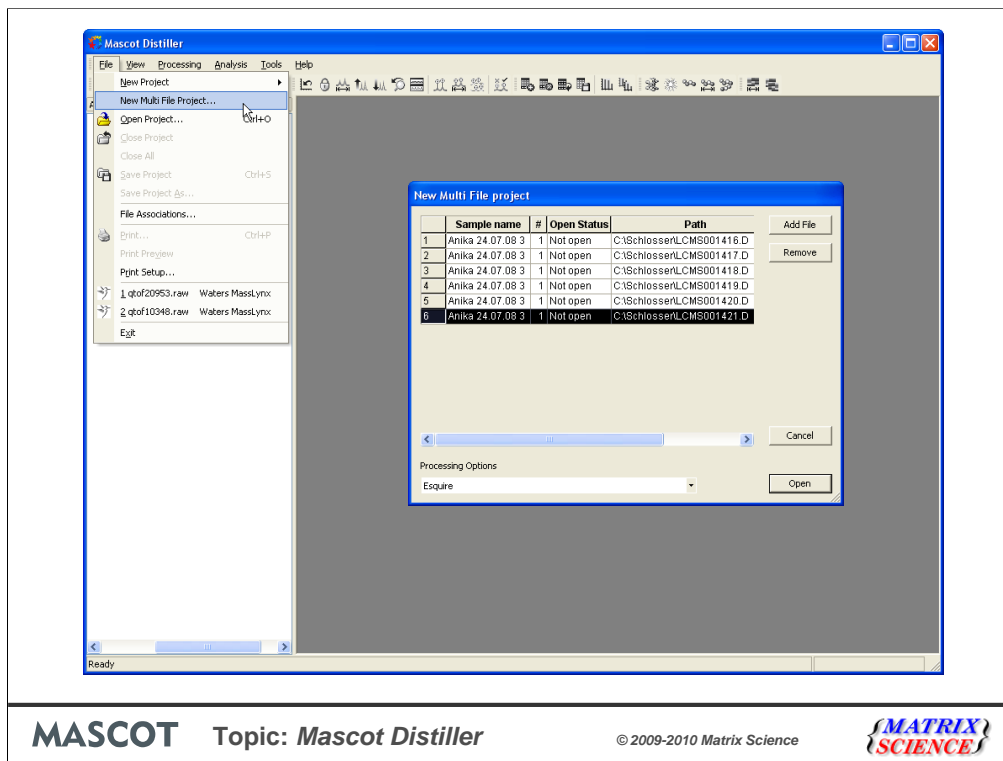 Mascot Distiller
File View Processing Analysis Tools Help
New Project
New Multi File Project...
Open Project... Ctrl+O
Close Project
Close All
Save Project Ctrl+S
Save Project As...
File Associations...
Print... Ctrl+P
Print Preview
Print Setup...
1 qtof20953.raw Waters MassLynx
2 qtof10348.raw Waters MassLynx
Exit
New Multi File project
Sample name # Open Status Path
1 Anika 24.07.08 3 1 Not open C:\Schlosser\LCMS001416.D
2 Anika 24.07.08 3 1 Not open C:\Schlosser\LCMS001417.D
3 Anika 24.07.08 3 1 Not open C:\Schlosser\LCMS001418.D
4 Anika 24.07.08 3 1 Not open C:\Schlosser\LCMS001419.D
5 Anika 24.07.08 3 1 Not open C:\Schlosser\LCMS001420.D
6 Anika 24.07.08 3 1 Not open C:\Schlosser\LCMS001421.D
Add File
Remove
Cancel
Processing Options
Esquire
Open
Ready
MASCOT Topic: Mascot Distiller © 2009-2010 Matrix Science
MATRIX
SCIENCE